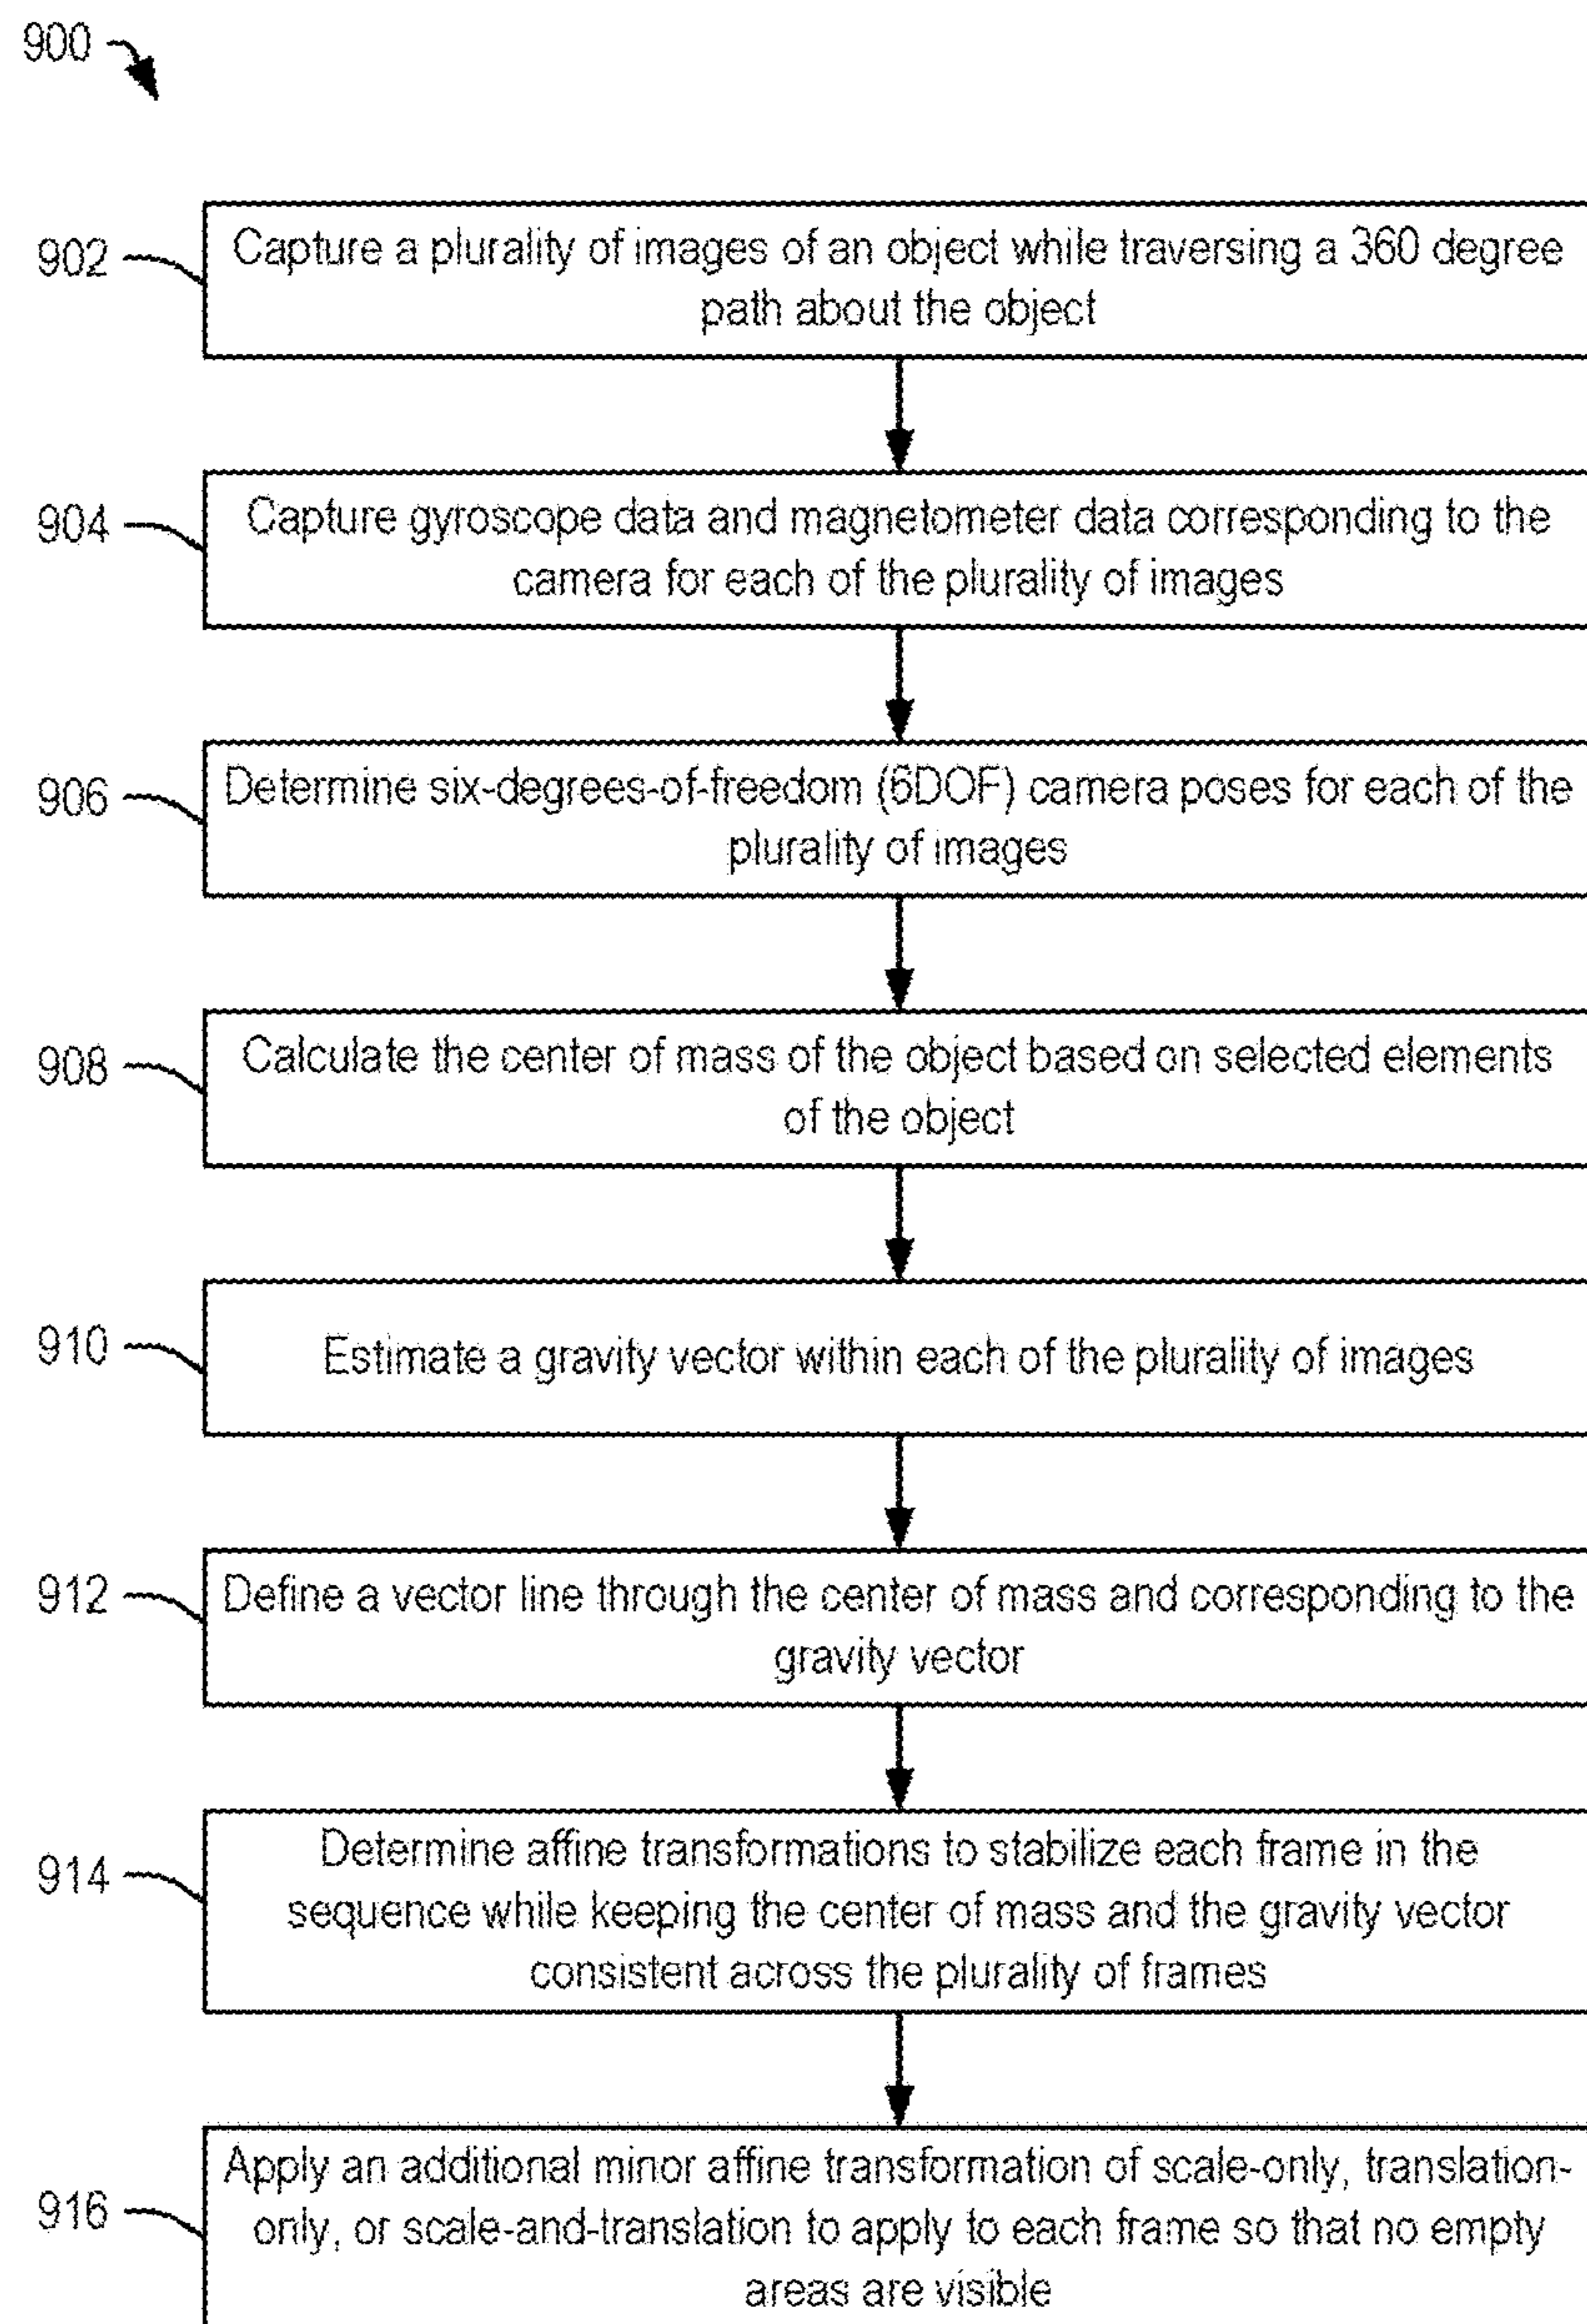 900
902
Capture a plurality of images of an object while traversing a 360 degree
path about the object
904
Capture gyroscope data and magnetometer data corresponding to the
camera for each of the plurality of images
906
Determine six-degrees-of-freedom (6DOF) camera poses for each of the
plurality of images
908
Calculate the center of mass of the object based on selected elements
of the object
910
Estimate a gravity vector within each of the plurality of images
912
Define a vector line through the center of mass and corresponding to the
gravity vector
914
Determine affine transformations to stabilize each frame in the
sequence while keeping the center of mass and the gravity vector
consistent across the plurality of frames
916
Apply an additional minor affine transformation of scale-only, translation-
only, or scale-and-translation to apply to each frame so that no empty
areas are visible